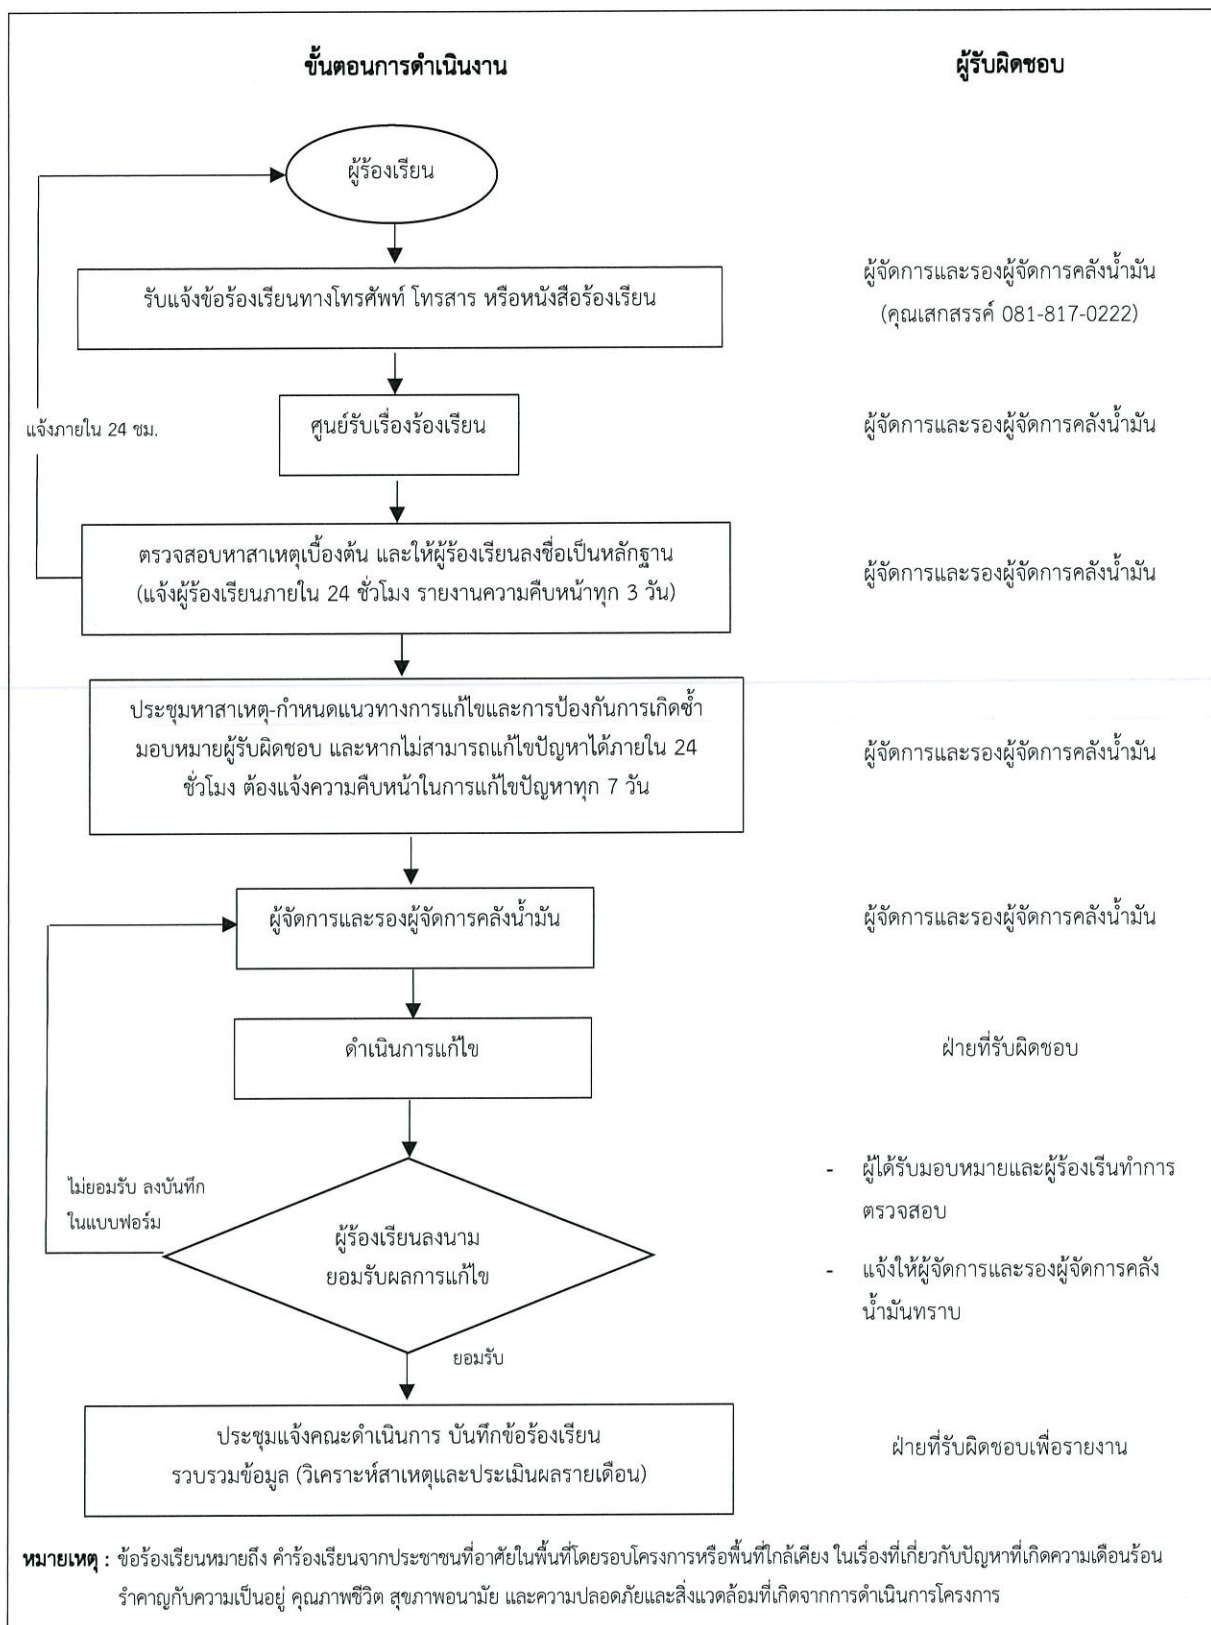 ขั้นตอนการดำเนินงาน
ผู้รับผิดชอบ
ผู้ร้องเรียน
รับแจ้งข้อร้องเรียนทางโทรศัพท์ โทรสาร หรือหนังสือร้องเรียน
ผู้จัดการและรองผู้จัดการคลังน้ำมัน
(คุณเสกสรรค์ 081-817-0222)
แจ้งภายใน 24 ชม.
ศูนย์รับเรื่องร้องเรียน
ผู้จัดการและรองผู้จัดการคลังน้ำมัน
ตรวจสอบหาสาเหตุเบื้องต้น และให้ผู้ร้องเรียนลงชื่อเป็นหลักฐาน
(แจ้งผู้ร้องเรียนภายใน 24 ชั่วโมง รายงานความคืบหน้าทุก 3 วัน)
ผู้จัดการและรองผู้จัดการคลังน้ำมัน
ประชุมหาสาเหตุ-กำหนดแนวทางการแก้ไขและการป้องกันการเกิดซ้ำ
มอบหมายผู้รับผิดชอบ และหากไม่สามารถแก้ไขปัญหาได้ภายใน 24
ชั่วโมง ต้องแจ้งความคืบหน้าในการแก้ไขปัญหาทุก 7 วัน
ผู้จัดการและรองผู้จัดการคลังน้ำมัน
ผู้จัดการและรองผู้จัดการคลังน้ำมัน
ผู้จัดการและรองผู้จัดการคลังน้ำมัน
ดำเนินการแก้ไข
ฝ่ายที่รับผิดชอบ
ไม่ยอมรับ ลงบันทึก
ในแบบฟอร์ม
ผู้ร้องเรียนลงนาม
ยอมรับผลการแก้ไข
- ผู้ได้รับมอบหมายและผู้ร้องเรีนทำการ
ตรวจสอบ
- แจ้งให้ผู้จัดการและรองผู้จัดการคลัง
น้ำมันทราบ
ยอมรับ
ประชุมแจ้งคณะดำเนินการ บันทึกข้อร้องเรียน
รวบรวมข้อมูล (วิเคราะห์สาเหตุและประเมินผลรายเดือน)
ฝ่ายที่รับผิดชอบเพื่อรายงาน
หมายเหตุ : ข้อร้องเรียนหมายถึง คำร้องเรียนจากประชาชนที่อาศัยในพื้นที่โดยรอบโครงการหรือพื้นที่ใกล้เคียง ในเรื่องที่เกี่ยวกับปัญหาที่เกิดความเดือนร้อน
รำคาญกับความเป็นอยู่ คุณภาพชีวิต สุขภาพอนามัย และความปลอดภัยและสิ่งแวดล้อมที่เกิดจากการดำเนินการโครงการ